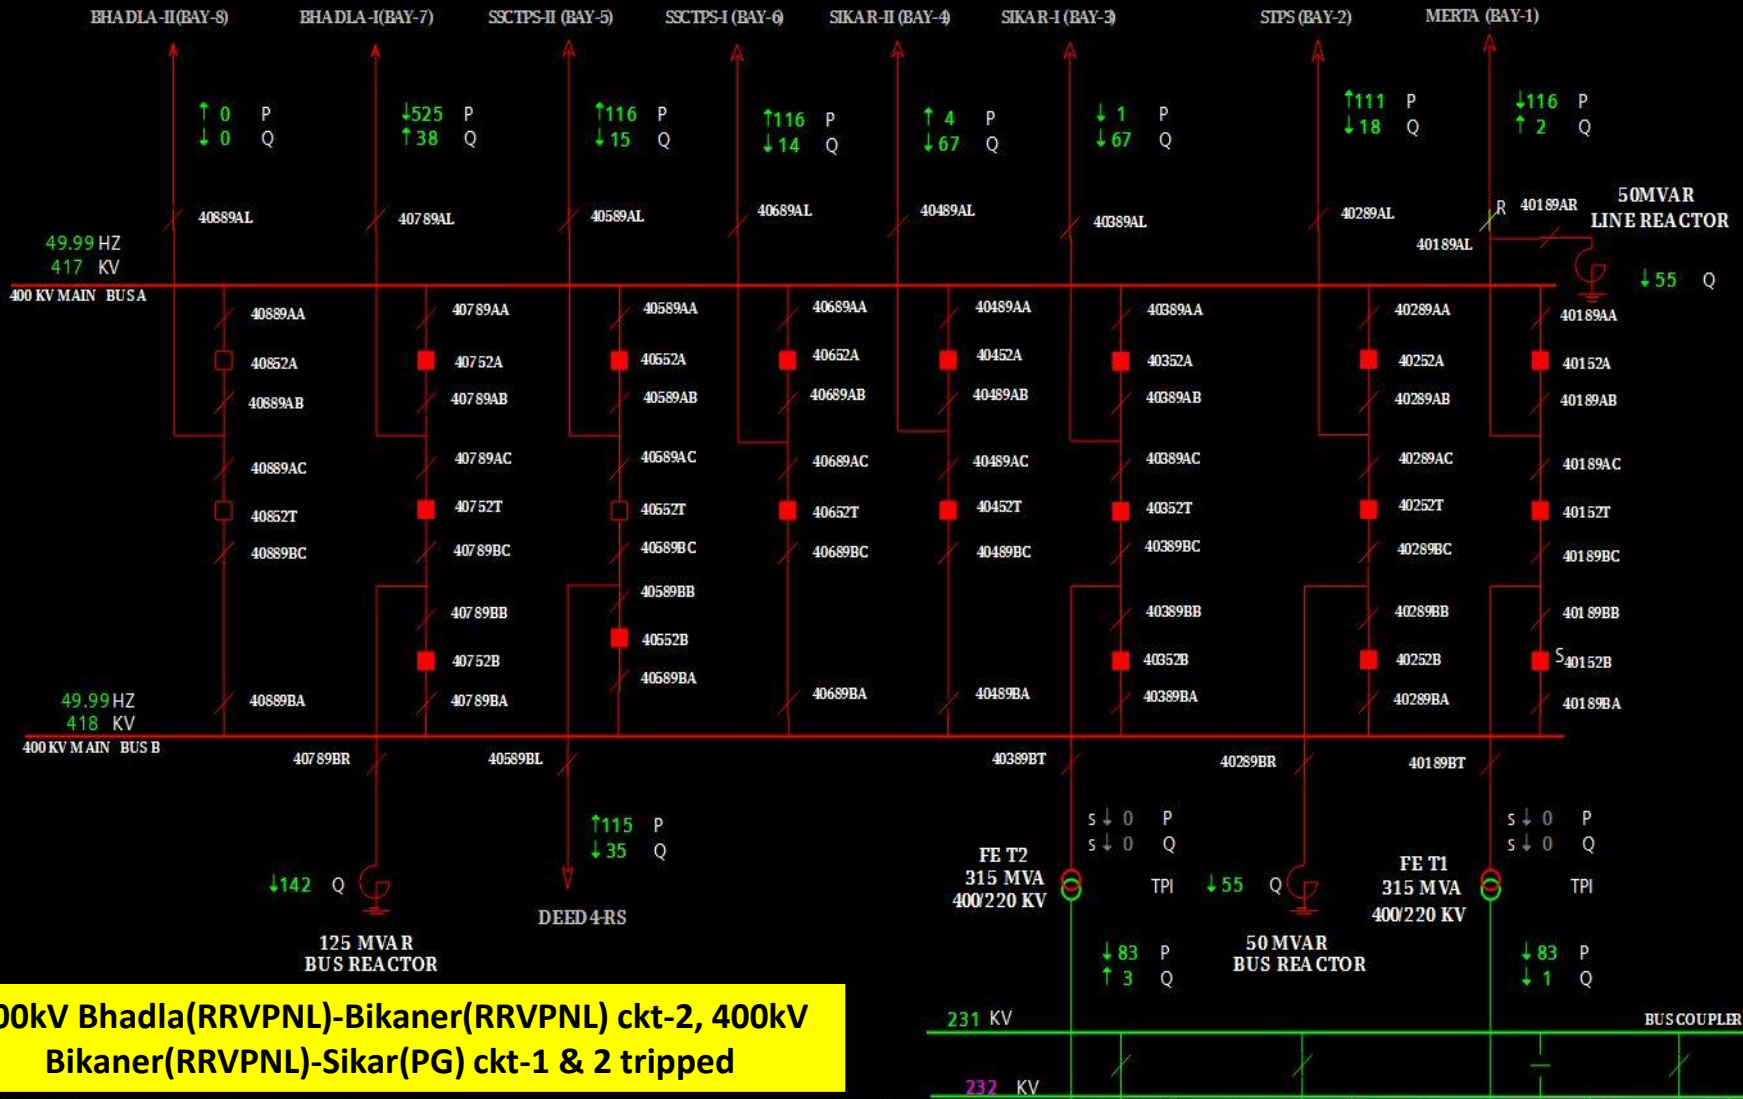 BHADLA-II(BAY-8) BHADLA-I(BAY-7) SSCTPS-II (BAY-5) SSCTPS-I (BAY-6) SIKAR-II (BAY-4) SIKAR-I (BAY-3) STPS (BAY-2) MERTA (BAY-1)
↑ 0 P ↓525 P ↑116 P ↑116 P ↑ 4 P ↓ 1 P ↑111 P ↓116 P
↓ 0 Q ↑38 Q ↓15 Q ↓14 Q ↓67 Q ↓67 Q ↓18 Q ↑ 2 Q
40889AL 40789AL 40589AL 40689AL 40489AL 40389AL 40289AL R 40189AR 50MVAR
LINE REACTOR
40189AL
49.99 HZ
417 KV
↓55 Q
400 KV MAIN BUS A
40889AA 40789AA 40589AA 40689AA 40489AA 40389AA 40289AA 40189AA
40852A 40752A 40552A 40652A 40452A 40352A 40252A 40152A
40889AB 40789AB 40589AB 40689AB 40489AB 40389AB 40289AB 40189AB
40889AC 40789AC 40589AC 40689AC 40489AC 40389AC 40289AC 40189AC
40852T 40752T 40552T 40652T 40452T 40352T 40252T 40152T
40889BC 40789BC 40589BC 40689BC 40489BC 40389BC 40289BC 40189BC
40789BB 40589BB 40389BB 40289BB 40189BB
40752B 40552B 40352B 40252B S 40152B
40889BA 40789BA 40589BA 40689BA 40489BA 40389BA 40289BA 40189BA
49.99 HZ
418 KV
400 KV MAIN BUS B
40789BR 40589BL 40389BT 40289BR 40189BT
↑115 P s↓ 0 P s↓ 0 P
↓35 Q s↓ 0 Q s↓ 0 Q
FE T2 FE T1
315 MVA TPI 315 MVA TPI
400/220 KV 400/220 KV
↓142 Q ↓55 Q
DEED4-RS
125 MVAR
BUS REACTOR
50 MVAR
BUS REACTOR
↓83 P ↓83 P
↑ 3 Q ↓ 1 Q
00kV Bhadla(RRVPNL)-Bikaner(RRVPNL) ckt-2, 400kV
Bikaner(RRVPNL)-Sikar(PG) ckt-1 & 2 tripped
231 KV BUS COUPLER
232 KV